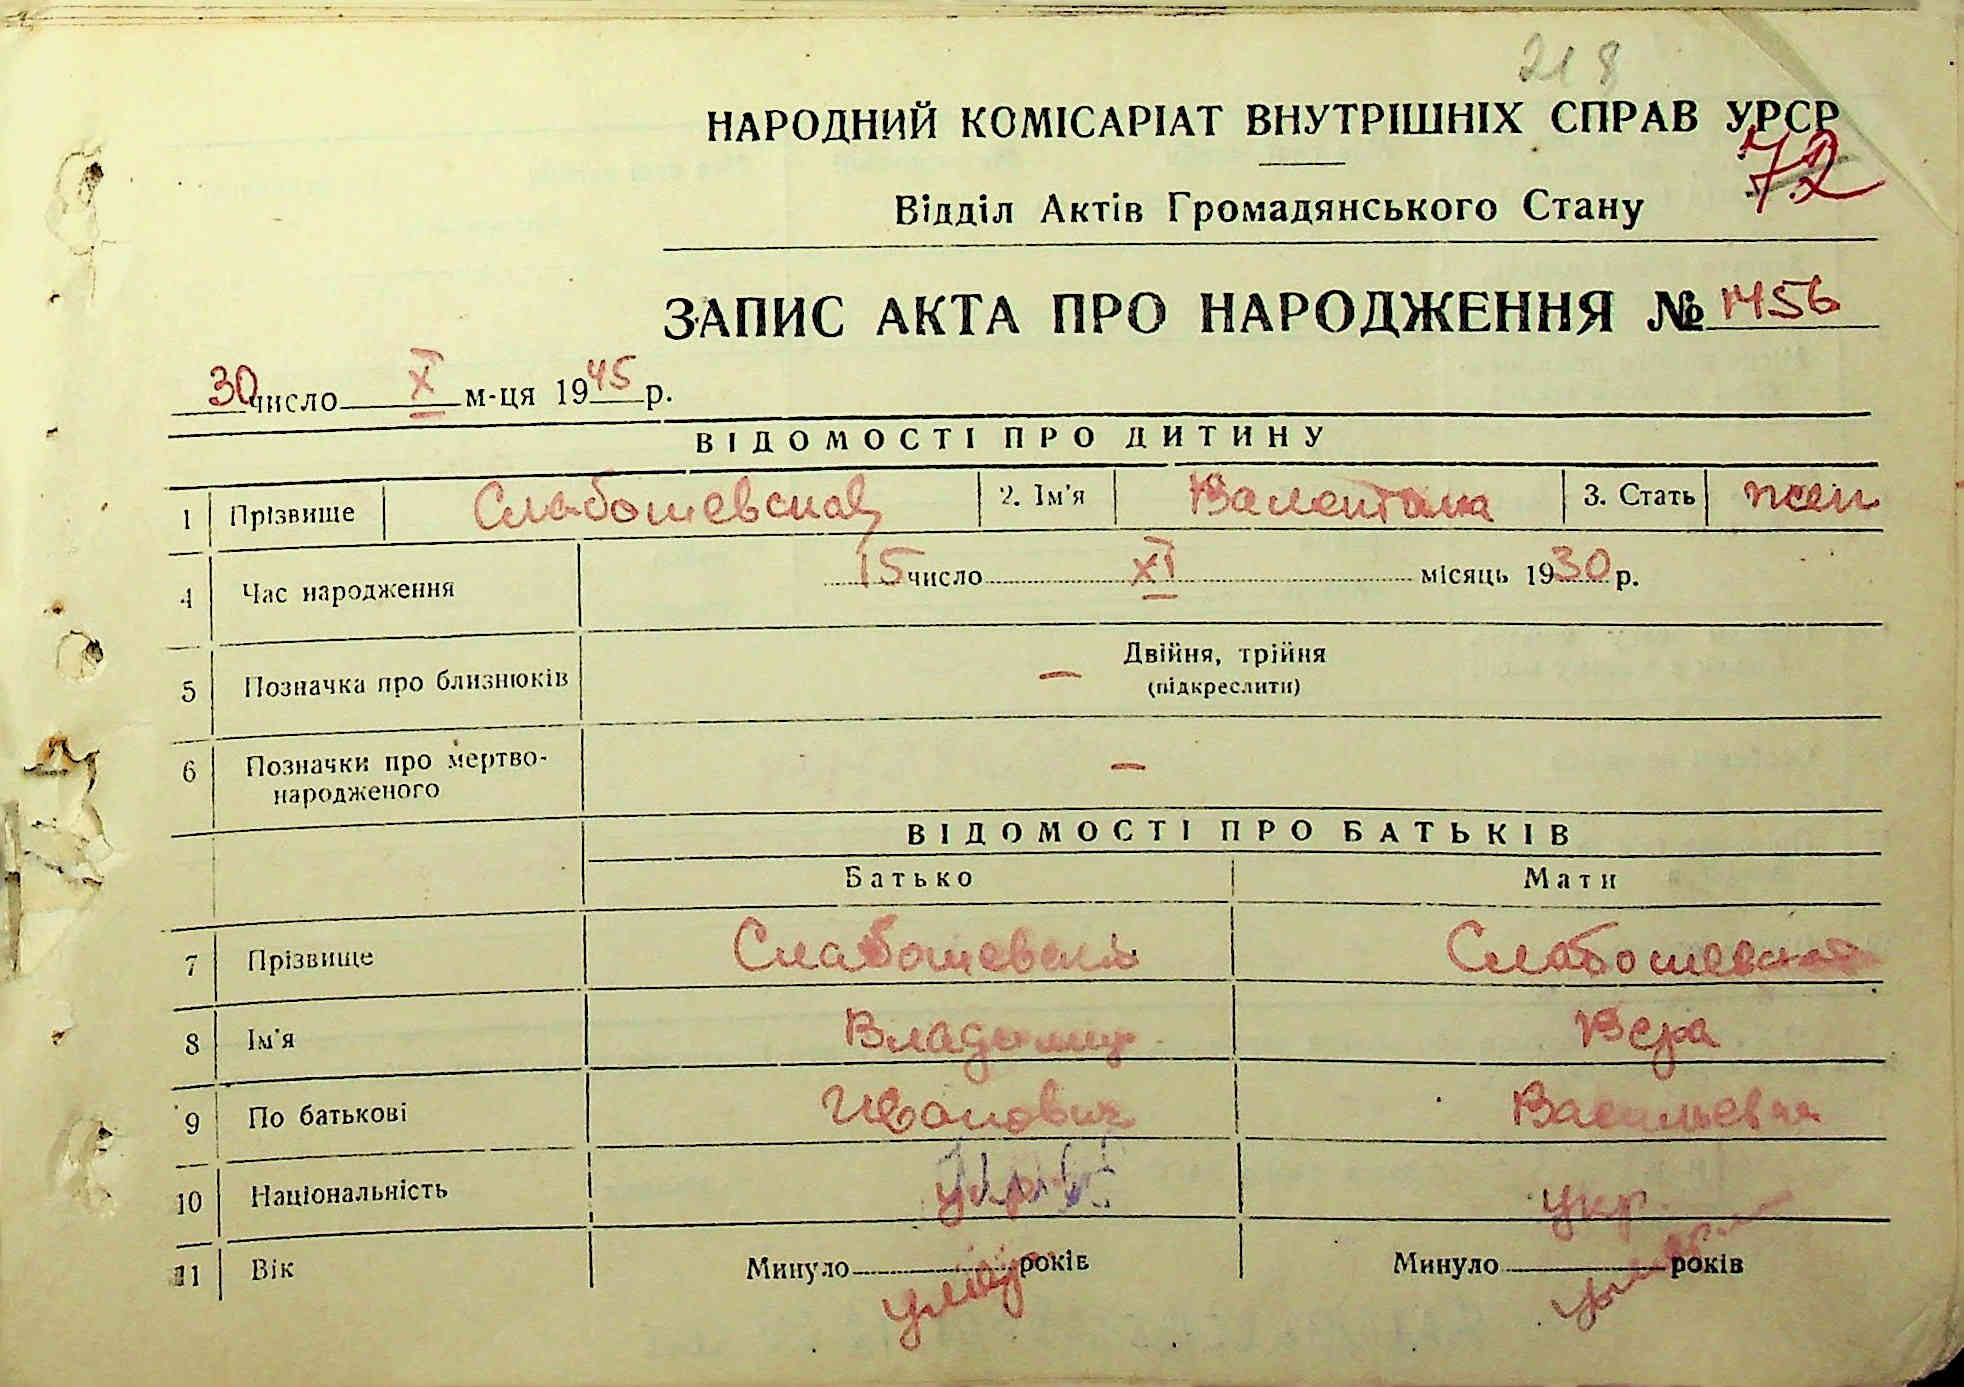 218
НАРОДНИЙ КОМІСАРІАТ ВНУТРІШНІХ СПРАВ УРСР
72
Відділ Актів Громадянського Стану
ЗАПИС АКТА ПРО НАРОДЖЕННЯ № 1456
30 число X м-ця 1945 р.
ВІДОМОСТІ ПРО ДИТИНУ
1 Прізвище Слабошевская 2. Ім'я Валентина 3. Стать жен
4 Час народження 15 число XI місяць 1930 р.
5 Позначка про близнюків — Двійня, трійня
(підкреслити)
6 Позначки про мертво-
народженого —
ВІДОМОСТІ ПРО БАТЬКІВ
Батько Мати
7 Прізвище Слабошевский Слабошевская
8 Ім'я Владимир Вера
9 По батькові Иванович Васильевна
10 Національність укр
11 Вік Минуло років Минуло років